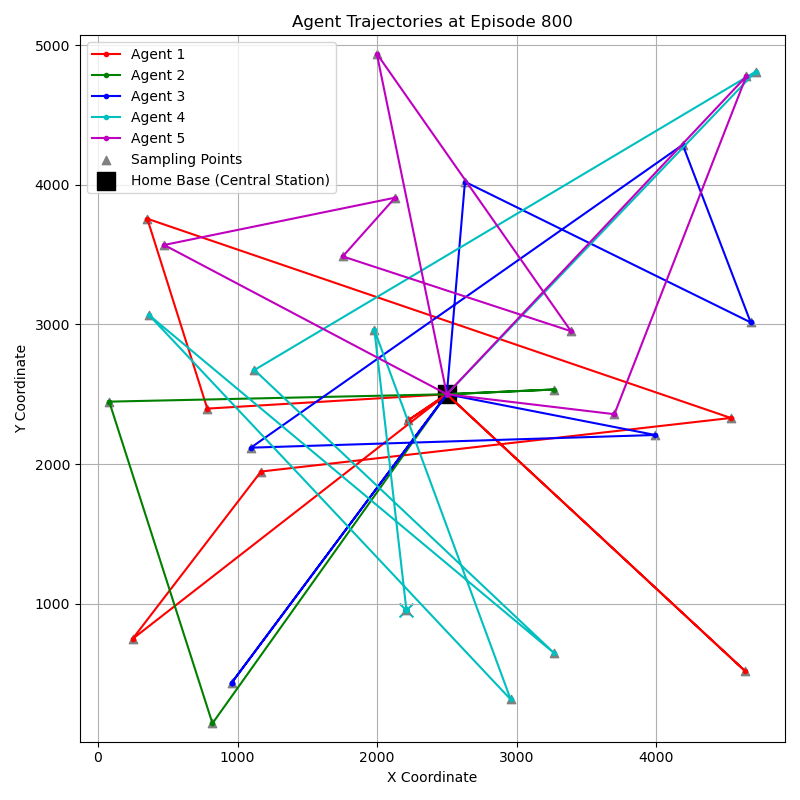 Agent Trajectories at Episode 800
Agent 1
Agent 2
Agent 3
Agent 4
Agent 5
Sampling Points
Home Base (Central Station)
Y Coordinate
5000
4000
3000
2000
1000
0
1000
2000
3000
4000
X Coordinate